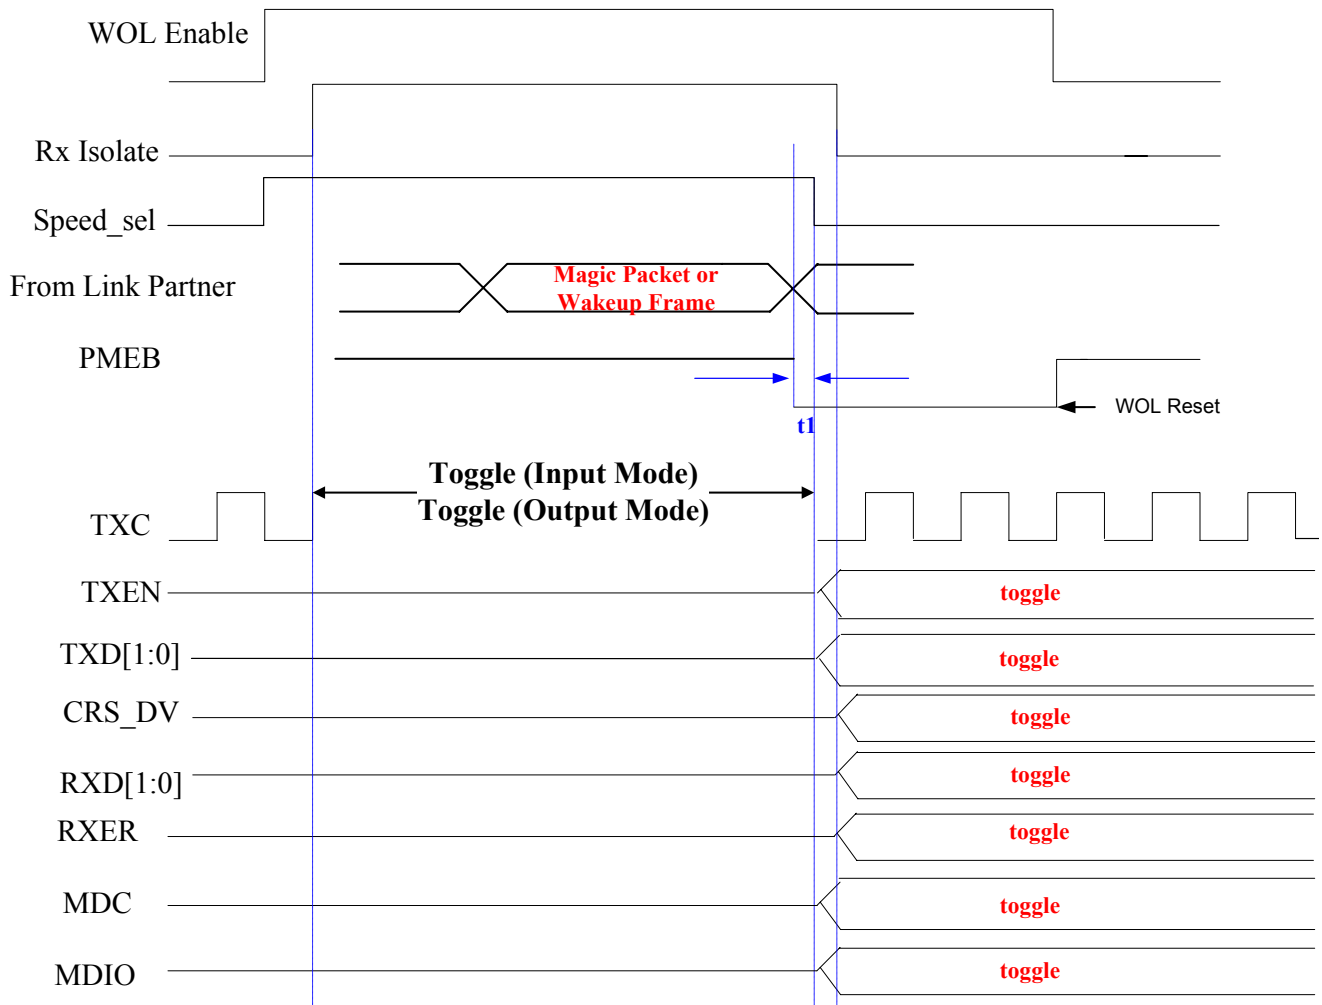 WOL Enable
Rx Isolate
Speed_sel
From Link Partner
Magic Packet or
Wakeup Frame
PMEB
WOL Reset
t1
Toggle (Input Mode)
Toggle (Output Mode)
TXC
TXEN
toggle
TXD[1:0]
toggle
CRS_DV
toggle
RXD[1:0]
toggle
RXER
toggle
MDC
toggle
MDIO
toggle